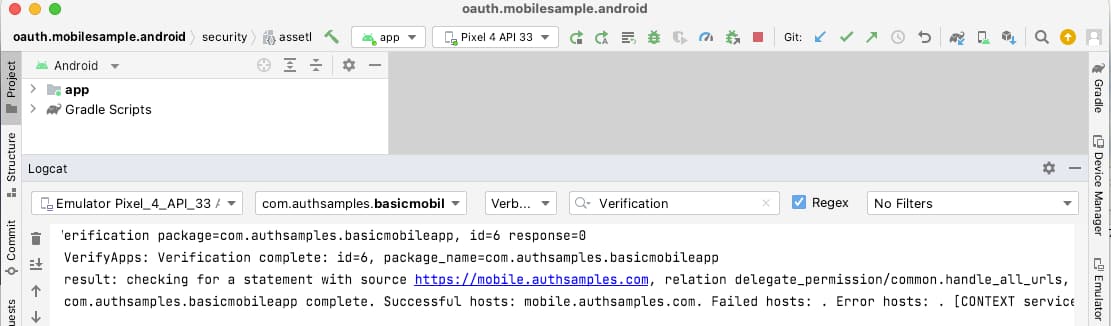 oauth.mobilesample.android
oauth.mobilesample.android security assetl app Pixel 4 API 33 Git:
Project
Android
app
Gradle Scripts
Structure
Commit
Gradle
Device Manager
Emulator
Logcat
Emulator Pixel_4_API_33 com.authsamples.basicmobil Verb... Verification Regex No Filters
erification package=com.authsamples.basicmobileapp, id=6 response=0
VerifyApps: Verification complete: id=6, package_name=com.authsamples.basicmobileapp
result: checking for a statement with source https://mobile.authsamples.com, relation delegate_permission/common.handle_all_urls,
com.authsamples.basicmobileapp complete. Successful hosts: mobile.authsamples.com. Failed hosts: . Error hosts: . [CONTEXT service